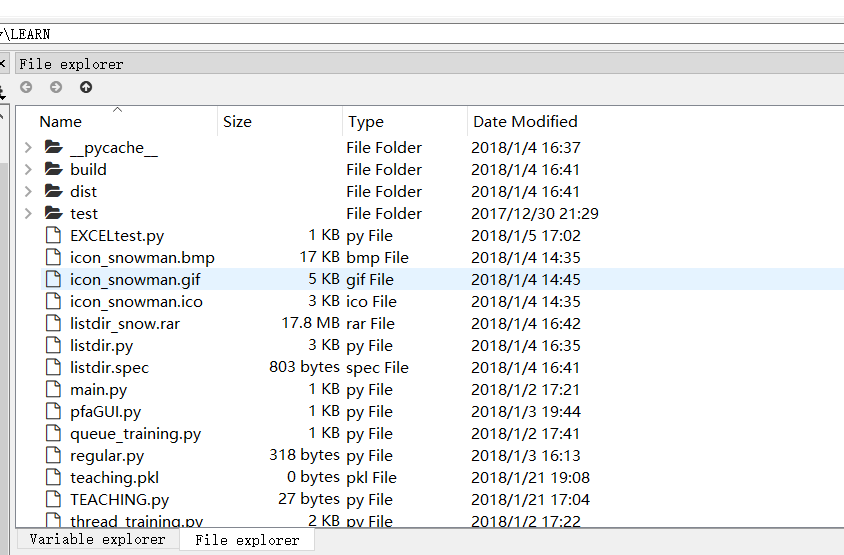 \LEARN
File explorer
Name Size Type Date Modified
__pycache__ File Folder 2018/1/4 16:37
build File Folder 2018/1/4 16:41
dist File Folder 2018/1/4 16:41
test File Folder 2017/12/30 21:29
EXCELtest.py 1 KB py File 2018/1/5 17:02
icon_snowman.bmp 17 KB bmp File 2018/1/4 14:35
icon_snowman.gif 5 KB gif File 2018/1/4 14:45
icon_snowman.ico 3 KB ico File 2018/1/4 14:35
listdir_snow.rar 17.8 MB rar File 2018/1/4 16:42
listdir.py 3 KB py File 2018/1/4 16:35
listdir.spec 803 bytes spec File 2018/1/4 16:41
main.py 1 KB py File 2018/1/2 17:21
pfaGUI.py 1 KB py File 2018/1/3 19:44
queue_training.py 1 KB py File 2018/1/2 17:41
regular.py 318 bytes py File 2018/1/3 16:13
teaching.pkl 0 bytes pkl File 2018/1/21 19:08
TEACHING.py 27 bytes py File 2018/1/21 17:04
thread_training.py 2 KB py File 2018/1/2 17:22
Variable explorer File explorer